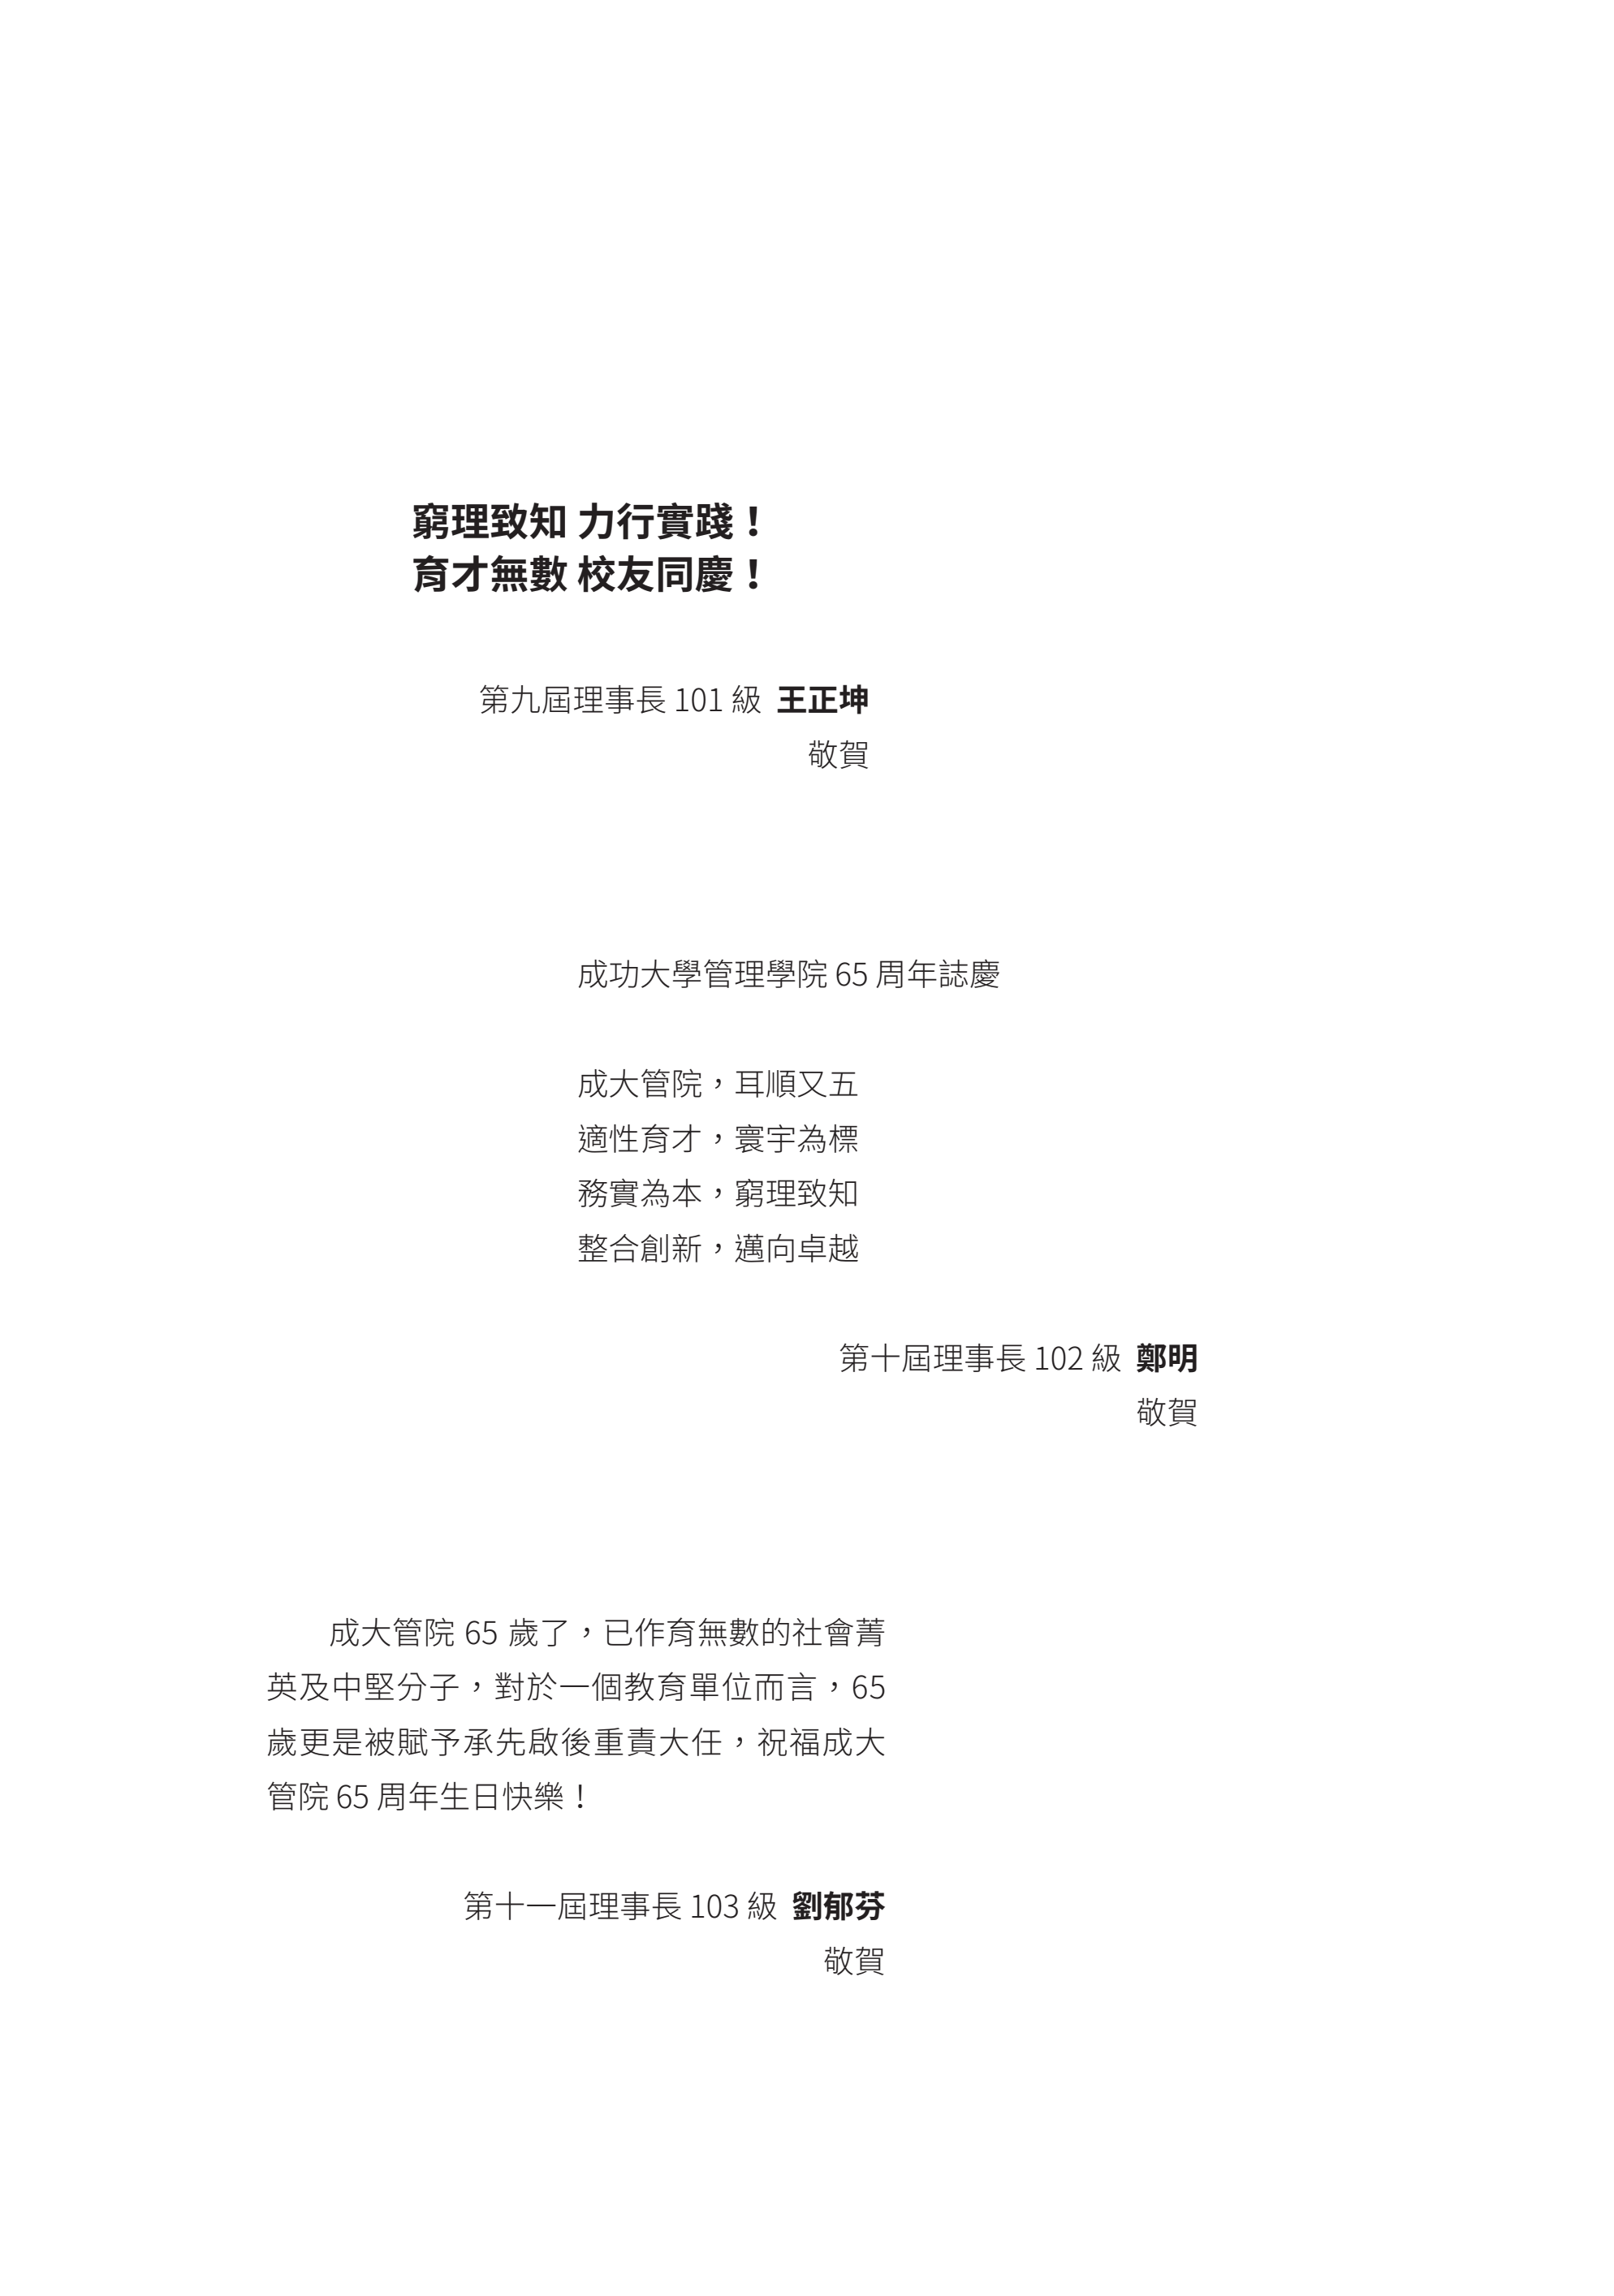 窮理致知 力行實踐！
育才無數 校友同慶！
第九屆理事長 101 級 王正坤
敬賀
成功大學管理學院 65 周年誌慶
成大管院，耳順又五
適性育才，寰宇為標
務實為本，窮理致知
整合創新，邁向卓越
第十屆理事長 102 級 鄭明
敬賀
成大管院 65 歲了，已作育無數的社會菁
英及中堅分子，對於一個教育單位而言，65
歲更是被賦予承先啟後重責大任，祝福成大
管院 65 周年生日快樂！
第十一屆理事長 103 級 劉郁芬
敬賀